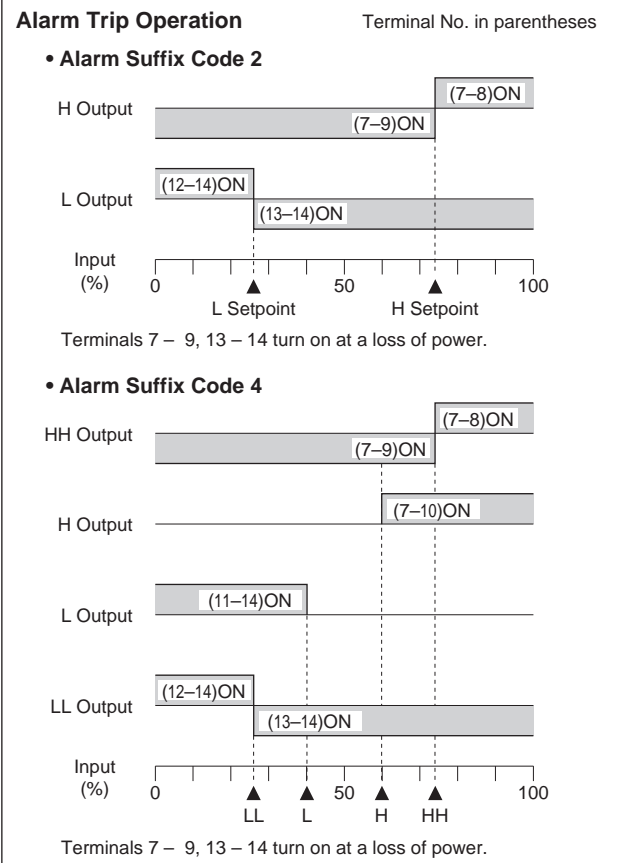 Alarm Trip Operation Terminal No. in parentheses
• Alarm Suffix Code 2
H Output
(7–8)ON
(7–9)ON
L Output
(12–14)ON
(13–14)ON
Input
(%)
0 50 100
L Setpoint H Setpoint
Terminals 7 – 9, 13 – 14 turn on at a loss of power.
• Alarm Suffix Code 4
HH Output
(7–8)ON
(7–9)ON
H Output
(7–10)ON
L Output
(11–14)ON
LL Output
(12–14)ON
(13–14)ON
Input
(%)
0 50 100
LL L H HH
Terminals 7 – 9, 13 – 14 turn on at a loss of power.